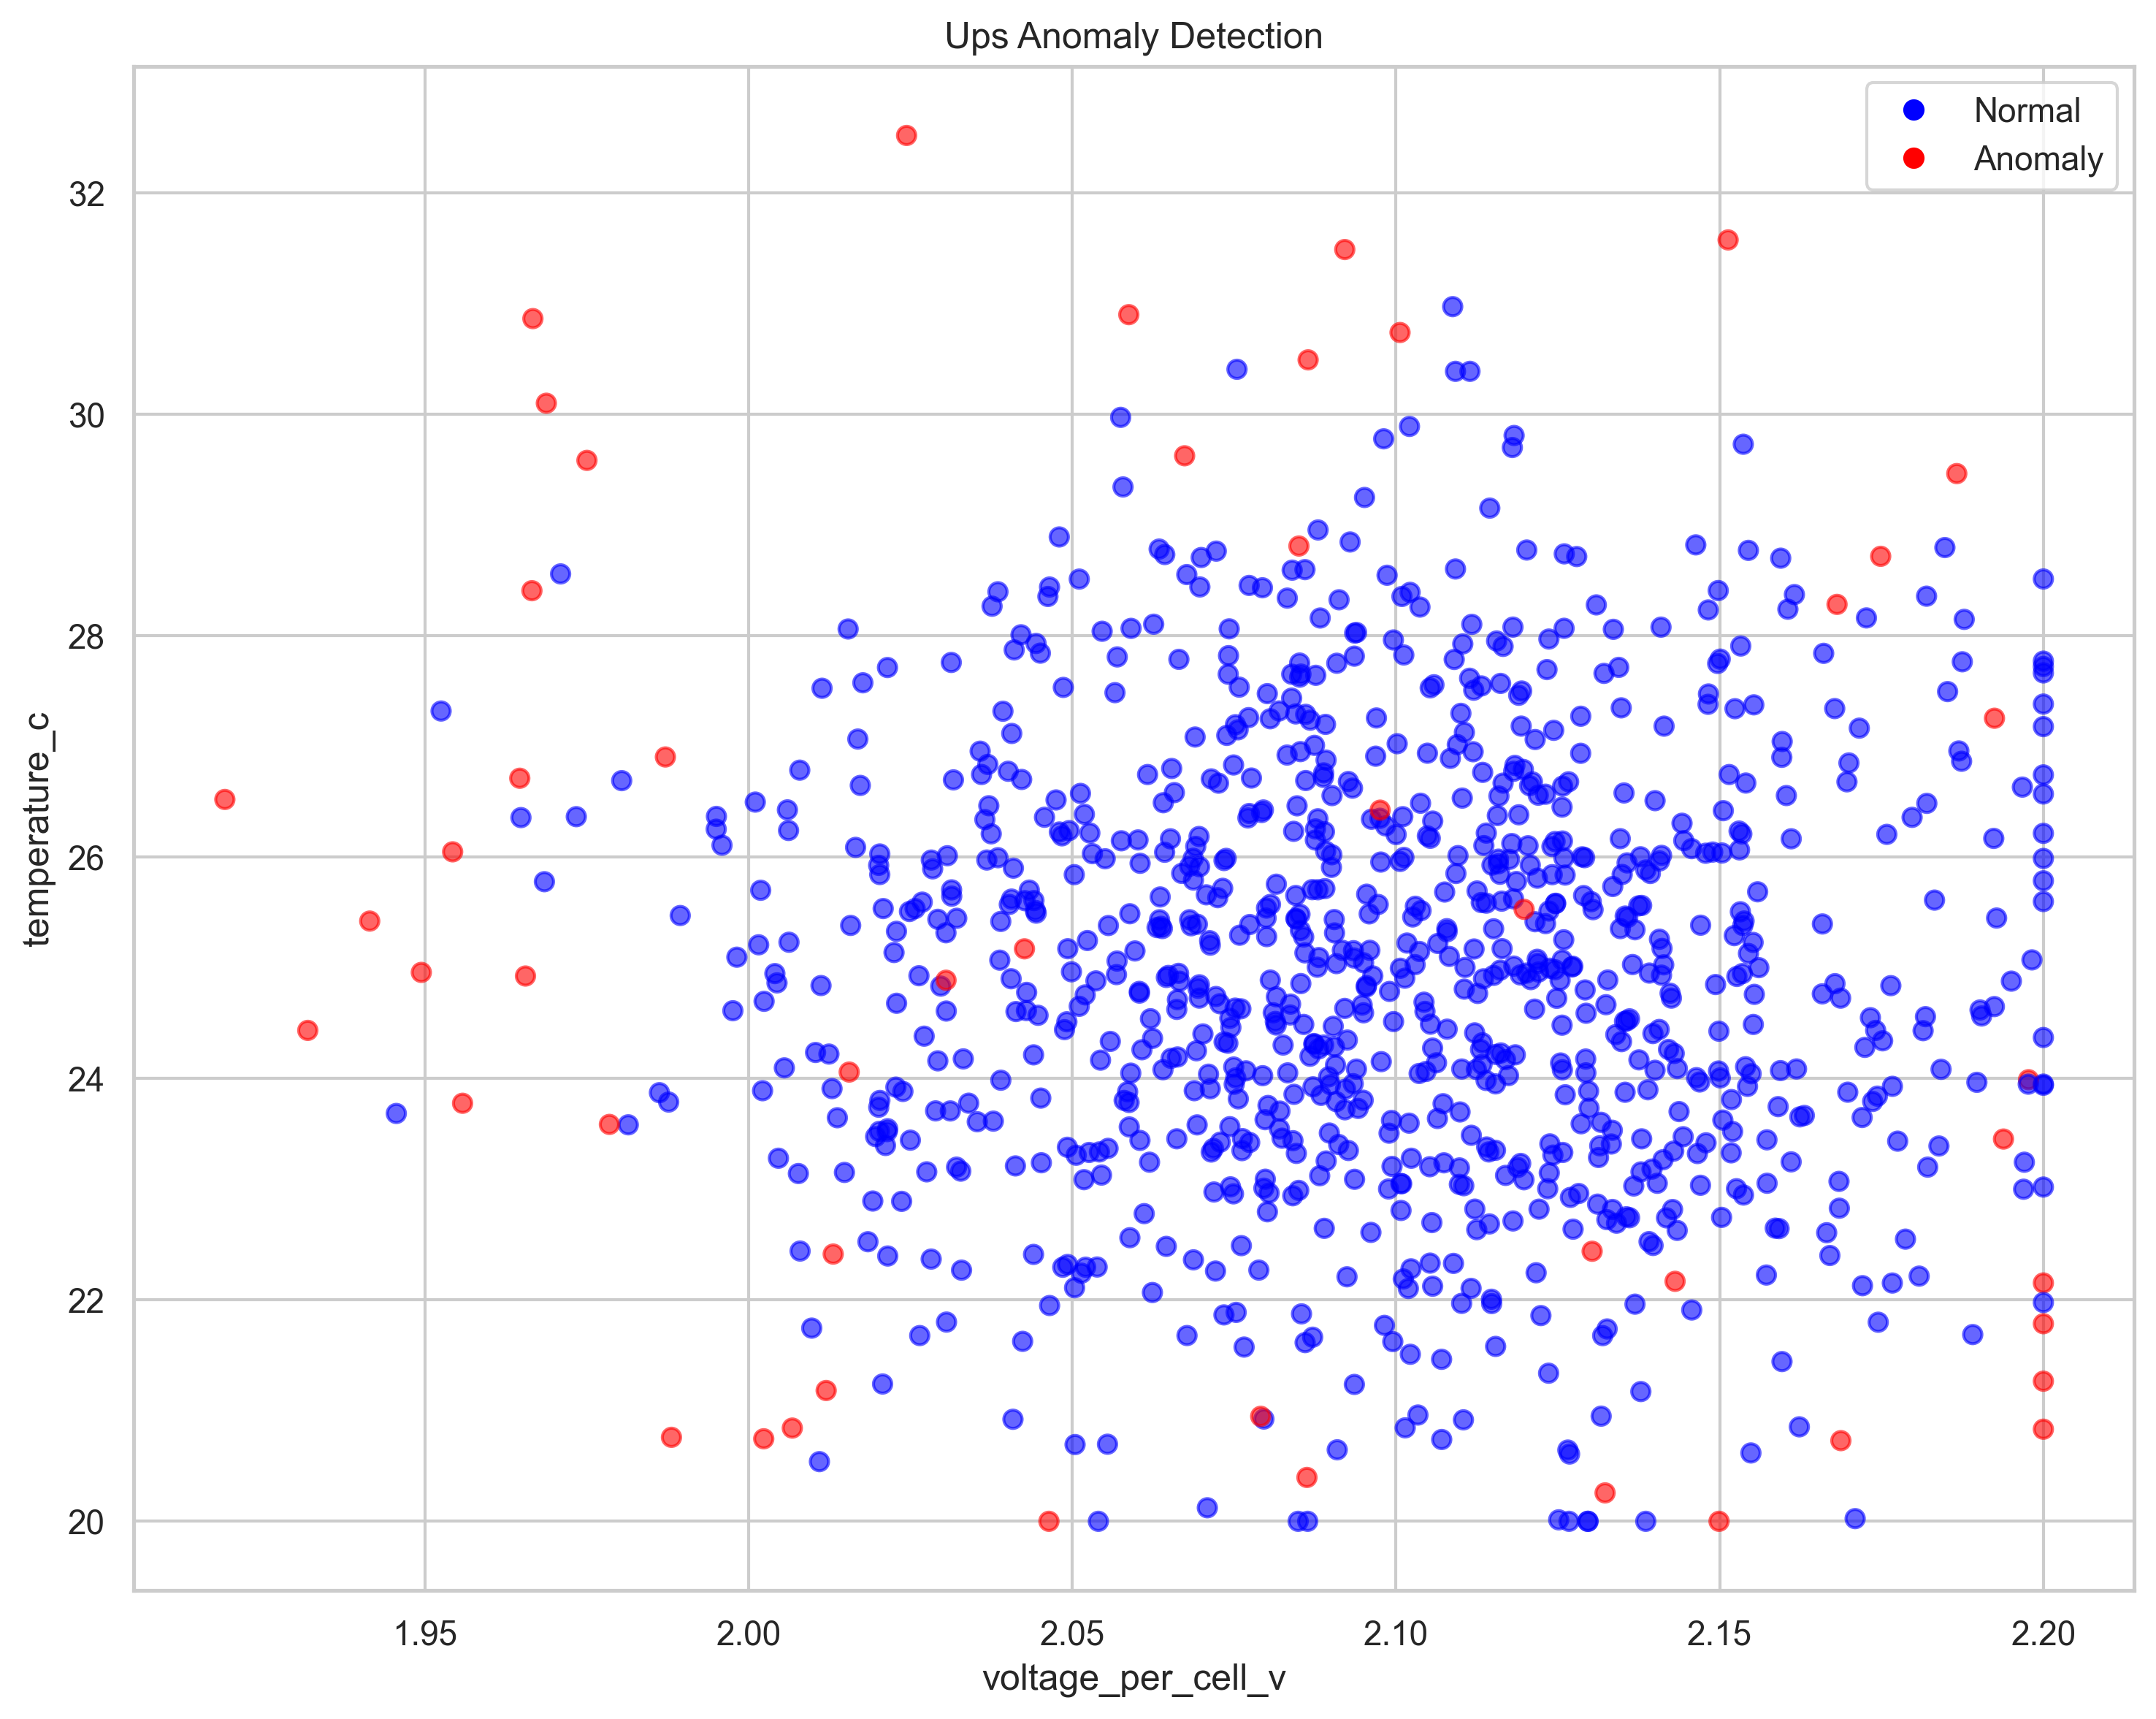 Ups Anomaly Detection
Normal
Anomaly
32
30
28
26
24
22
20
temperature_c
1.95
2.00
2.05
2.10
2.15
2.20
voltage_per_cell_v